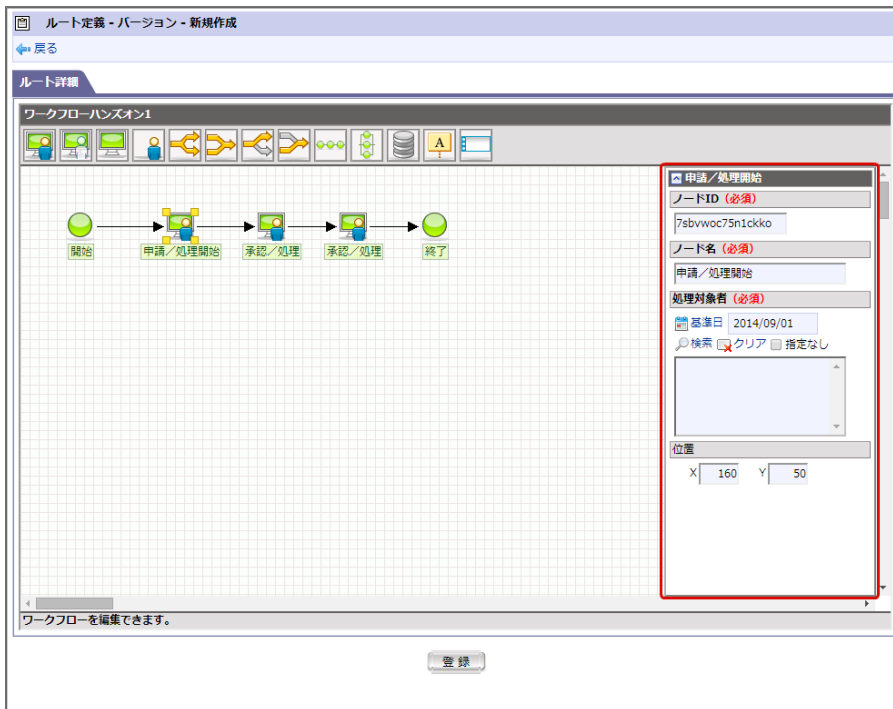 ルート定義 - バージョン - 新規作成
戻る
ルート詳細
ワークフローハンズオン1
A
開始
申請／処理開始
承認／処理
承認／処理
終了
申請／処理開始
ノードID（必須）
7sbvwoc75n1ckko
ノード名（必須）
申請／処理開始
処理対象者（必須）
基準日 2014/09/01
検索 クリア 指定なし
位置
X 160 Y 50
ワークフローを編集できます。
登録